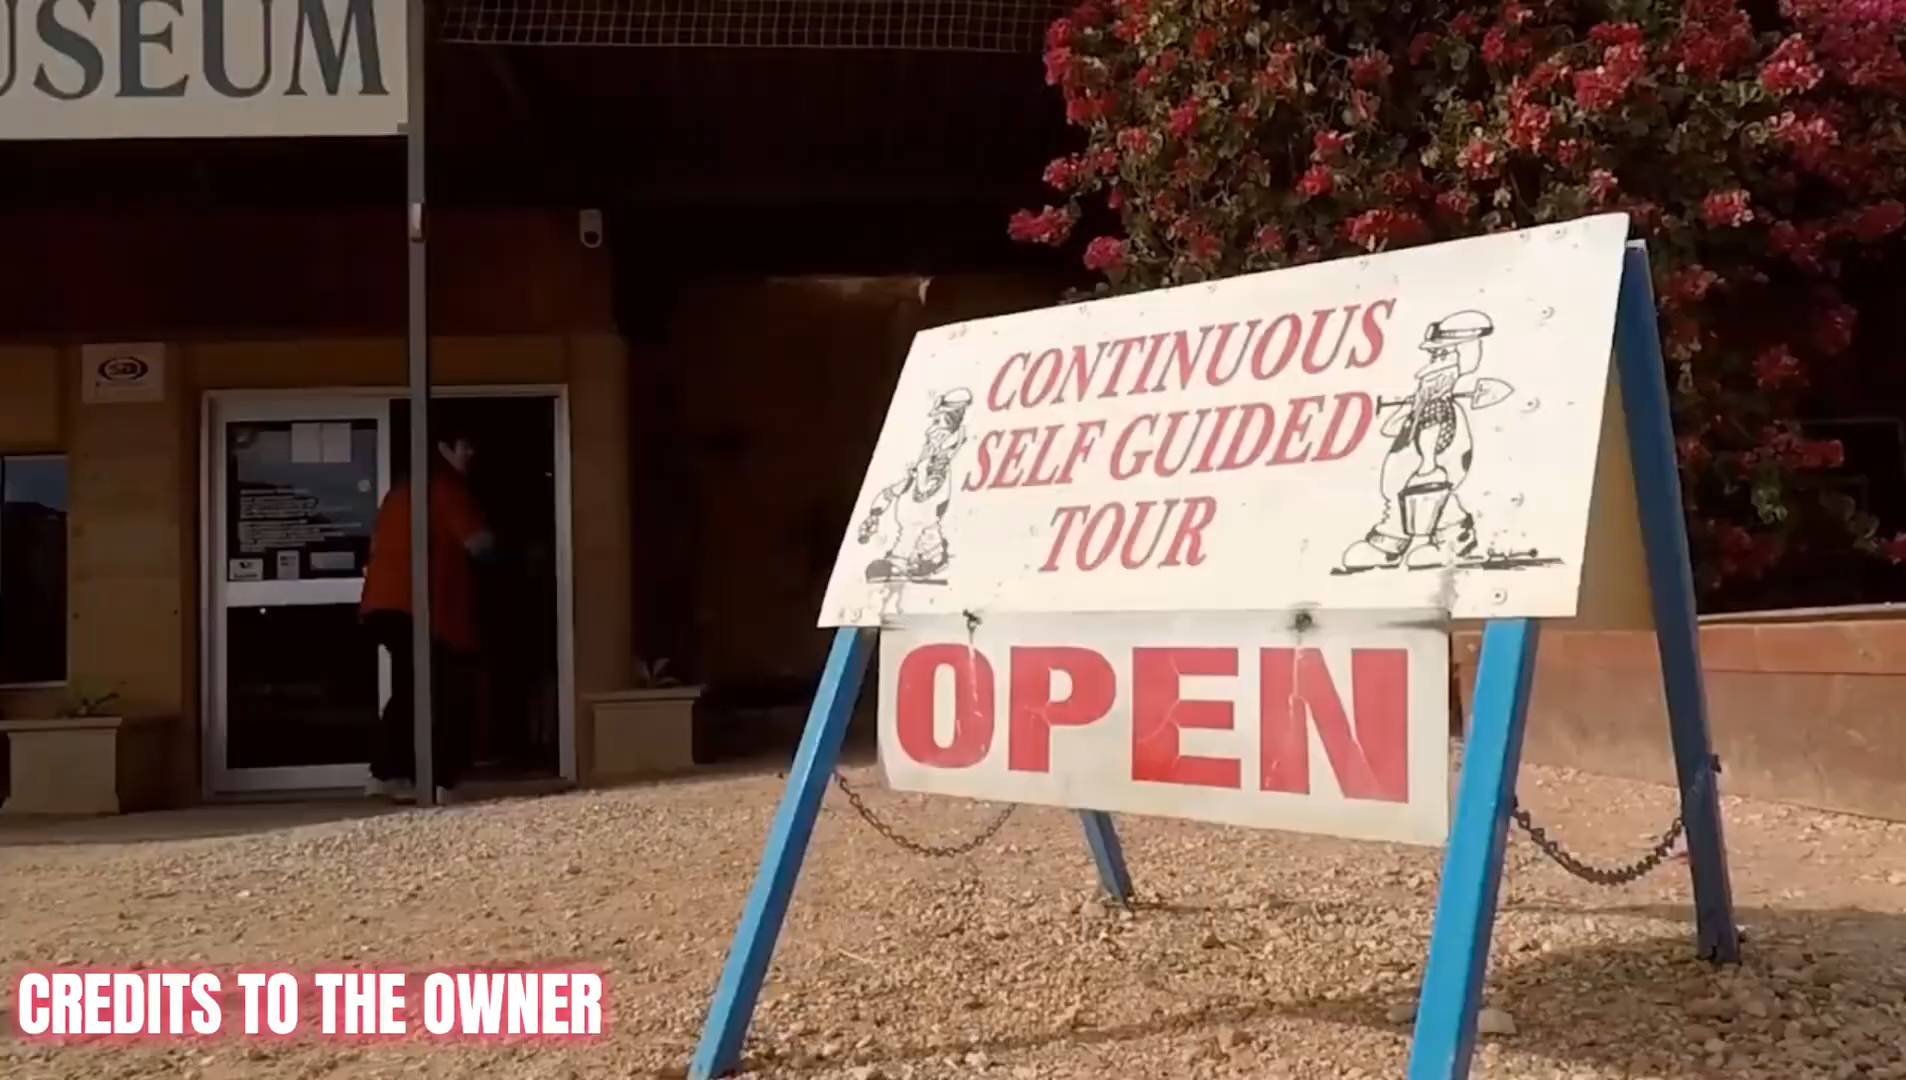 USEUM
CONTINUOUS
SELF GUIDED
TOUR
OPEN
CREDITS TO THE OWNER